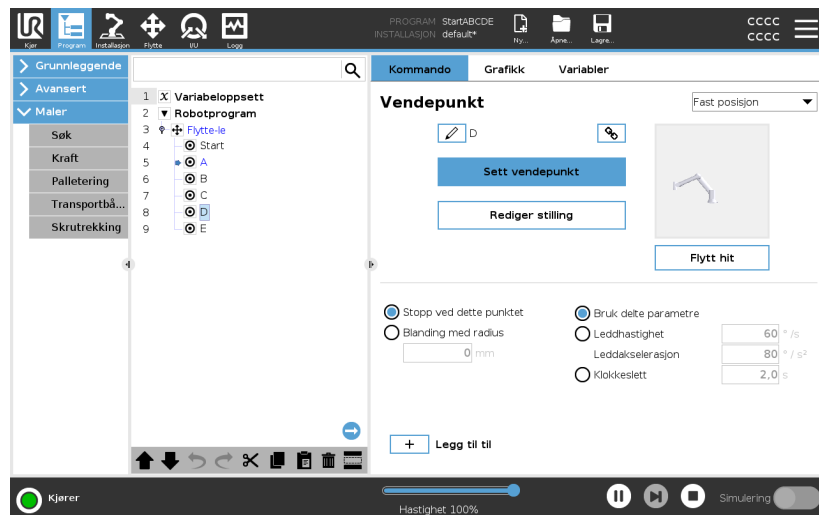 PROGRAM StartABCDE
INSTALLASJON default*
Kjør
Program
Installasjon
Flytte
I/U
Logg
Ny...
Åpne...
Lagre...
CCCC
CCCC
Grunnleggende
Avansert
Maler
Søk
Kraft
Palletering
Transportbå...
Skrutrekking
1 X Variabeloppsett
2 Robotprogram
3 Flytte-le
4 Start
5 A
6 B
7 C
8 D
9 E
Kommando Grafikk Variabler
Vendepunkt
Fast posisjon
D
Sett vendepunkt
Rediger stilling
Flytt hit
Stopp ved dette punktet
Blanding med radius
0 mm
Bruk delte parametre
Leddhastighet 60 ° /s
Leddakselerasjon 80 ° / s²
Klokkeslett 2,0 s
+ Legg til til
Kjører
Hastighet 100%
Simulering